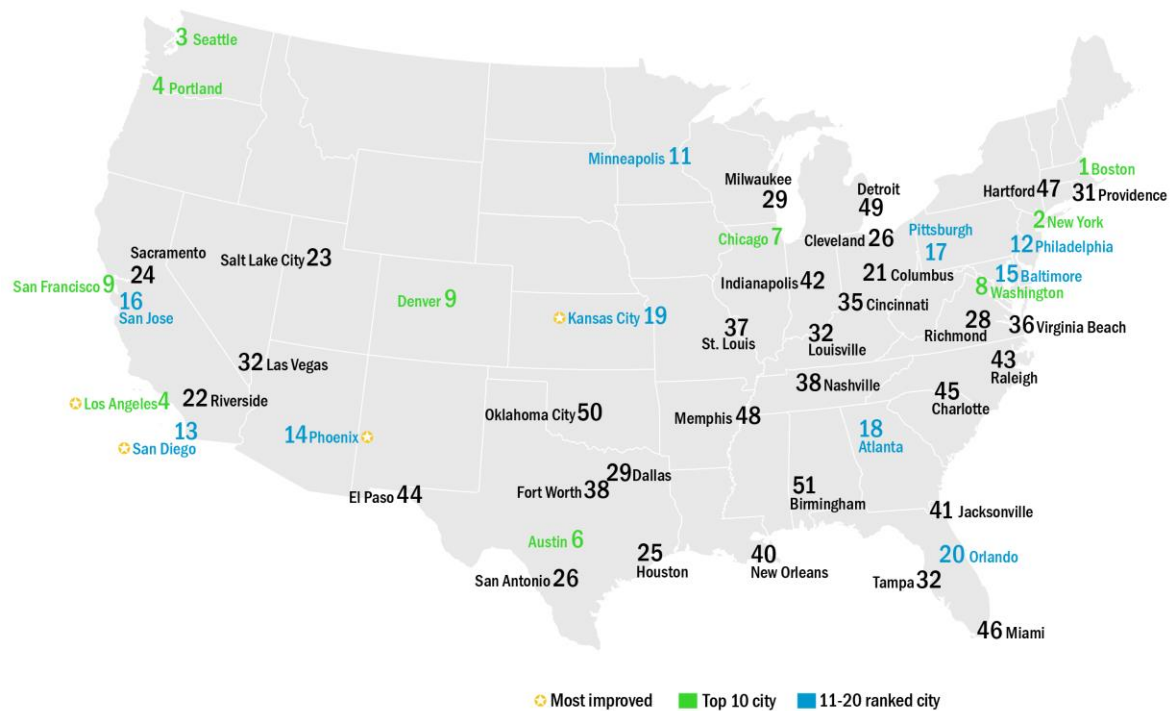 3 Seattle
4 Portland
Minneapolis 11
Milwaukee
29
Detroit
49
1 Boston
Hartford 47
31 Providence
2 New York
Chicago 7
Cleveland 26
Pittsburgh
17
12 Philadelphia
Sacramento
24
Salt Lake City 23
San Francisco 9
16
San Jose
Denver 9
Kansas City 19
Indianapolis 42
21 Columbus
15 Baltimore
8
Washington
35 Cincinnati
37
St. Louis
32
Louisville
28
Richmond
36 Virginia Beach
32 Las Vegas
43
Raleigh
Los Angeles 4
22 Riverside
38 Nashville
45
Charlotte
Oklahoma City 50
Memphis 48
13
San Diego
14 Phoenix
18
Atlanta
29 Dallas
Fort Worth 38
El Paso 44
51
Birmingham
41 Jacksonville
Austin 6
25
Houston
40
New Orleans
20 Orlando
San Antonio 26
Tampa 32
46 Miami
Most improved
Top 10 city
11-20 ranked city